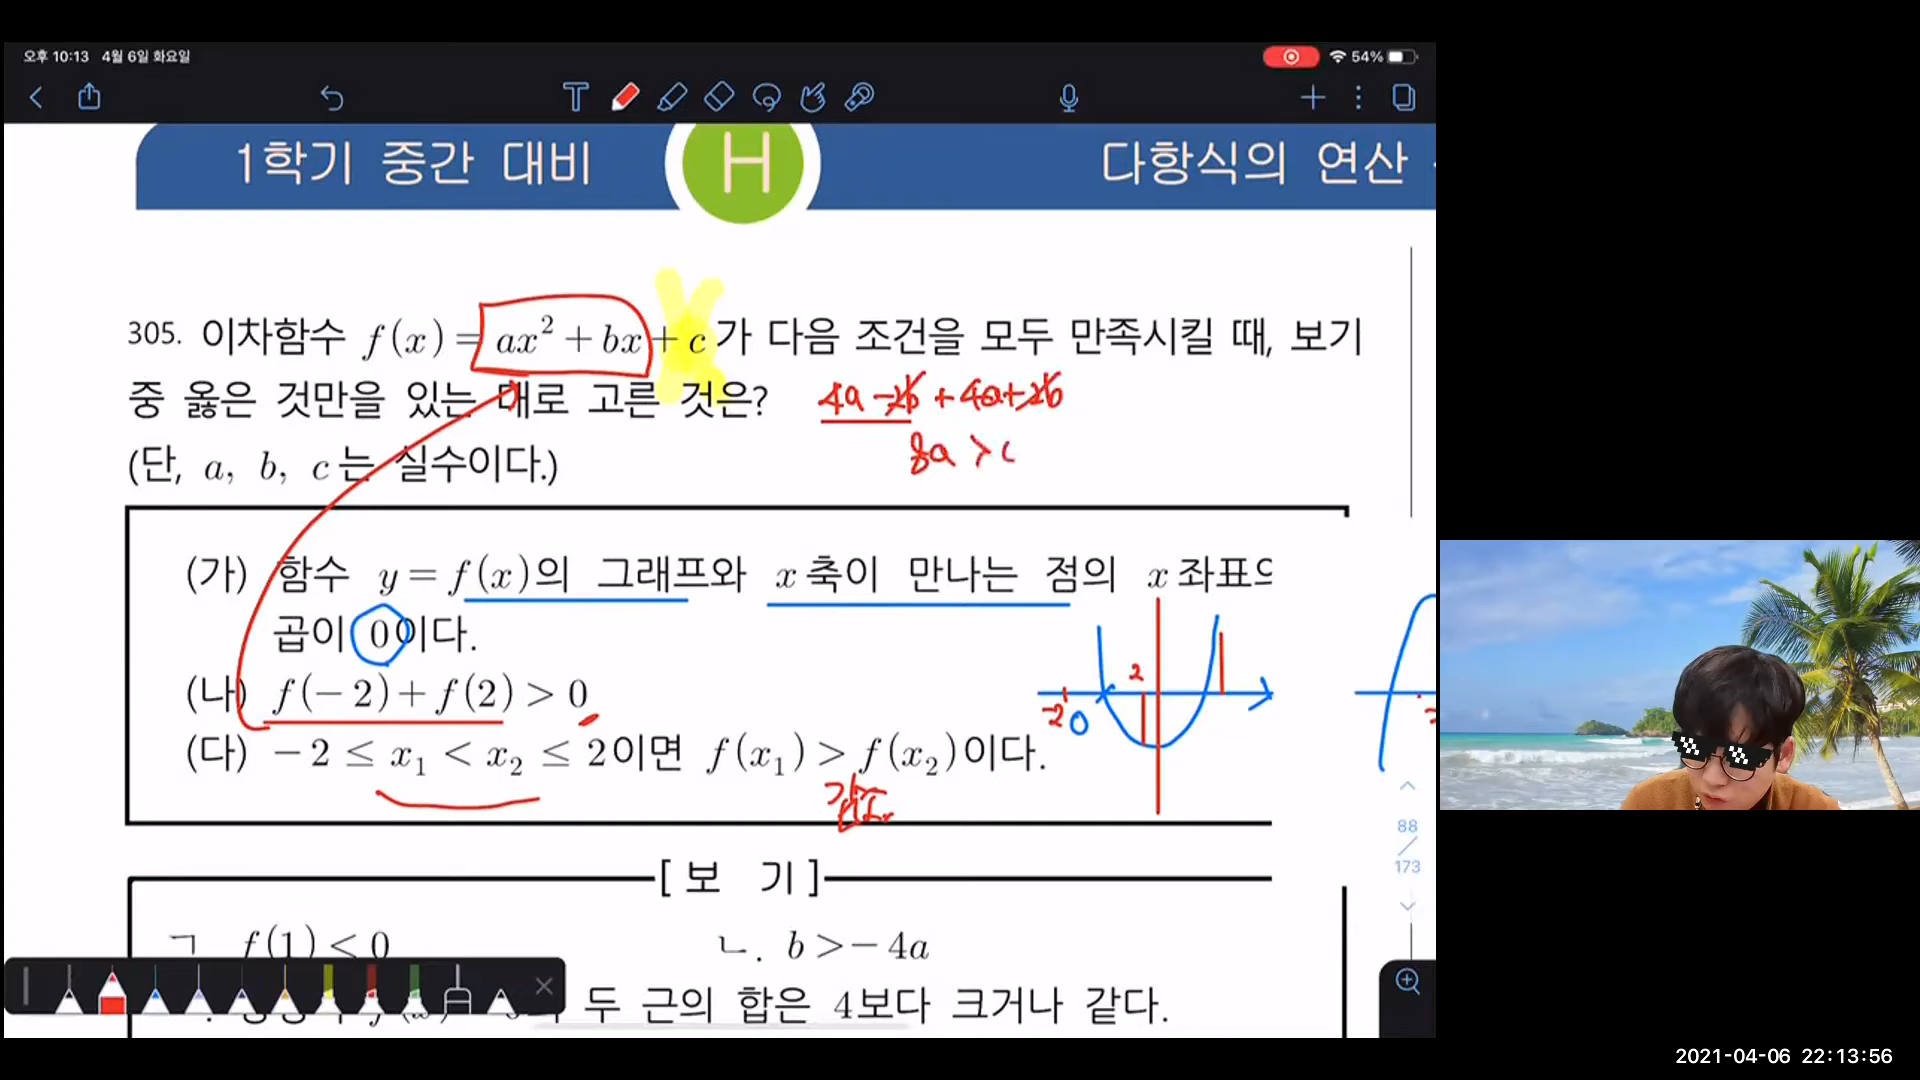 오후 10:13 4월 6일 화요일
54%
1학기 중간 대비
H
다항식의 연산
305. 이차함수 f(x) = ax² + bx + c 가 다음 조건을 모두 만족시킬 때, 보기
중 옳은 것만을 있는 대로 고른 것은?
4a - 2b + 4a + 2b
(단, a, b, c는 실수이다.)
8a >
(가) 함수 y = f(x)의 그래프와 x축이 만나는 점의 x좌표의
곱이 0이다.
(나) f(-2) + f(2) > 0
2
-2
0
(다) -2 ≤ x₁ < x₂ ≤ 2이면 f(x₁) > f(x₂)이다.
88
173
[보 기]
ㄱ f(1) < 0
ㄴ. b > -4a
두 근의 합은 4보다 크거나 같다.
2021-04-06 22:13:56